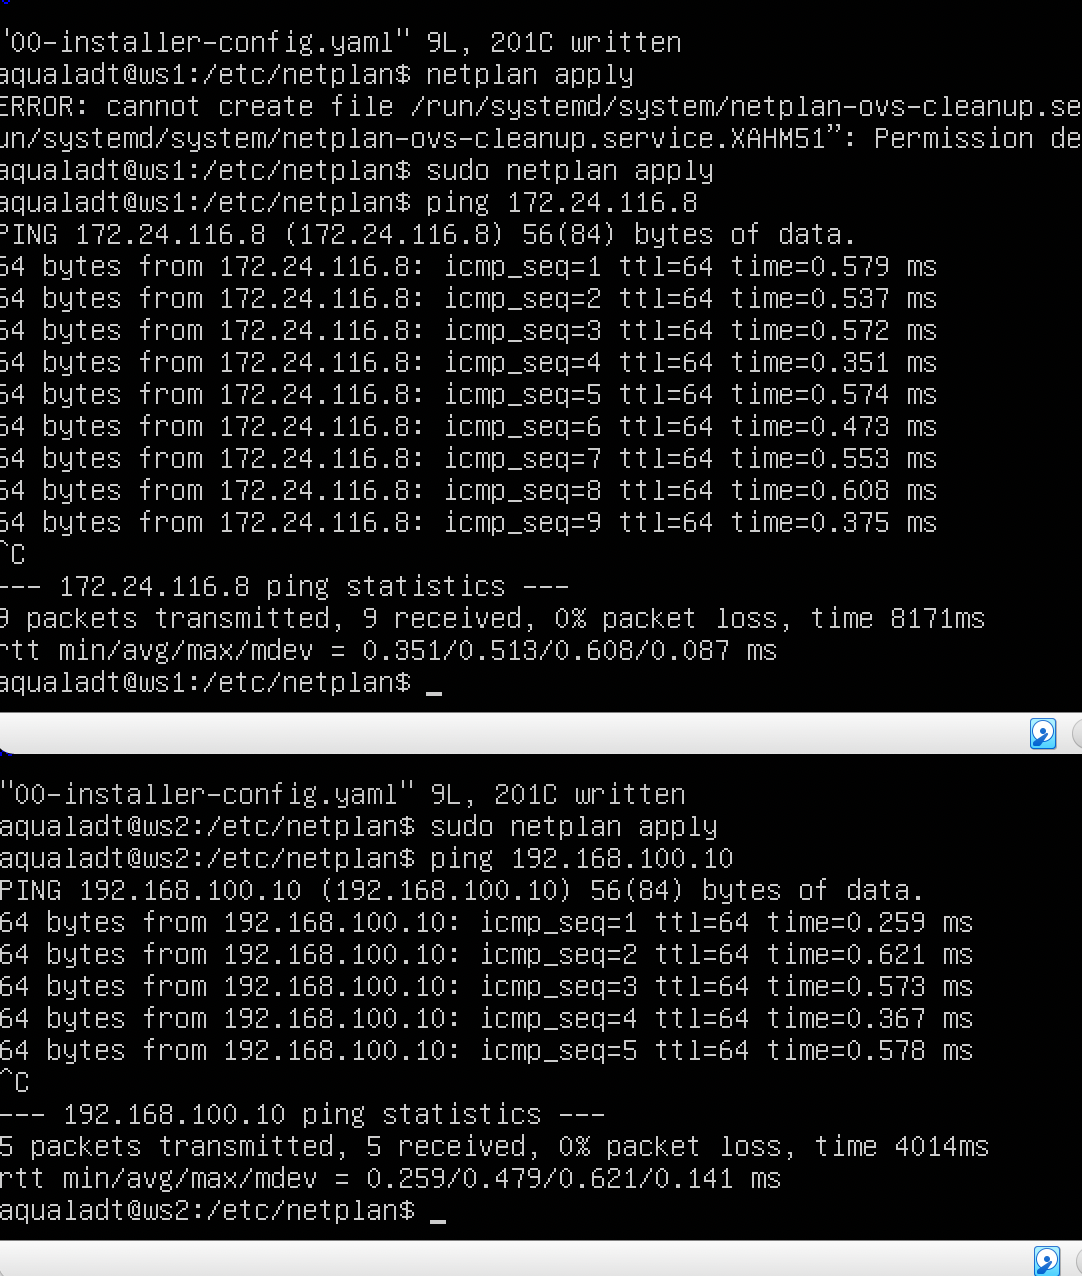 "00-installer-config.yaml" 9L, 201C written
aqualadt@ws1:/etc/netplan$ netplan apply
ERROR: cannot create file /run/systemd/system/netplan-ovs-cleanup.se
un/systemd/system/netplan-ovs-cleanup.service.XAHM51”: Permission de
aqualadt@ws1:/etc/netplan$ sudo netplan apply
aqualadt@ws1:/etc/netplan$ ping 172.24.116.8
PING 172.24.116.8 (172.24.116.8) 56(84) bytes of data.
64 bytes from 172.24.116.8: icmp_seq=1 ttl=64 time=0.579 ms
64 bytes from 172.24.116.8: icmp_seq=2 ttl=64 time=0.537 ms
64 bytes from 172.24.116.8: icmp_seq=3 ttl=64 time=0.572 ms
64 bytes from 172.24.116.8: icmp_seq=4 ttl=64 time=0.351 ms
64 bytes from 172.24.116.8: icmp_seq=5 ttl=64 time=0.574 ms
64 bytes from 172.24.116.8: icmp_seq=6 ttl=64 time=0.473 ms
64 bytes from 172.24.116.8: icmp_seq=7 ttl=64 time=0.553 ms
64 bytes from 172.24.116.8: icmp_seq=8 ttl=64 time=0.608 ms
64 bytes from 172.24.116.8: icmp_seq=9 ttl=64 time=0.375 ms
^C
--- 172.24.116.8 ping statistics ---
9 packets transmitted, 9 received, 0% packet loss, time 8171ms
rtt min/avg/max/mdev = 0.351/0.513/0.608/0.087 ms
aqualadt@ws1:/etc/netplan$ _
"00-installer-config.yaml" 9L, 201C written
aqualadt@ws2:/etc/netplan$ sudo netplan apply
aqualadt@ws2:/etc/netplan$ ping 192.168.100.10
PING 192.168.100.10 (192.168.100.10) 56(84) bytes of data.
64 bytes from 192.168.100.10: icmp_seq=1 ttl=64 time=0.259 ms
64 bytes from 192.168.100.10: icmp_seq=2 ttl=64 time=0.621 ms
64 bytes from 192.168.100.10: icmp_seq=3 ttl=64 time=0.573 ms
64 bytes from 192.168.100.10: icmp_seq=4 ttl=64 time=0.367 ms
64 bytes from 192.168.100.10: icmp_seq=5 ttl=64 time=0.578 ms
^C
--- 192.168.100.10 ping statistics ---
5 packets transmitted, 5 received, 0% packet loss, time 4014ms
rtt min/avg/max/mdev = 0.259/0.479/0.621/0.141 ms
aqualadt@ws2:/etc/netplan$ _